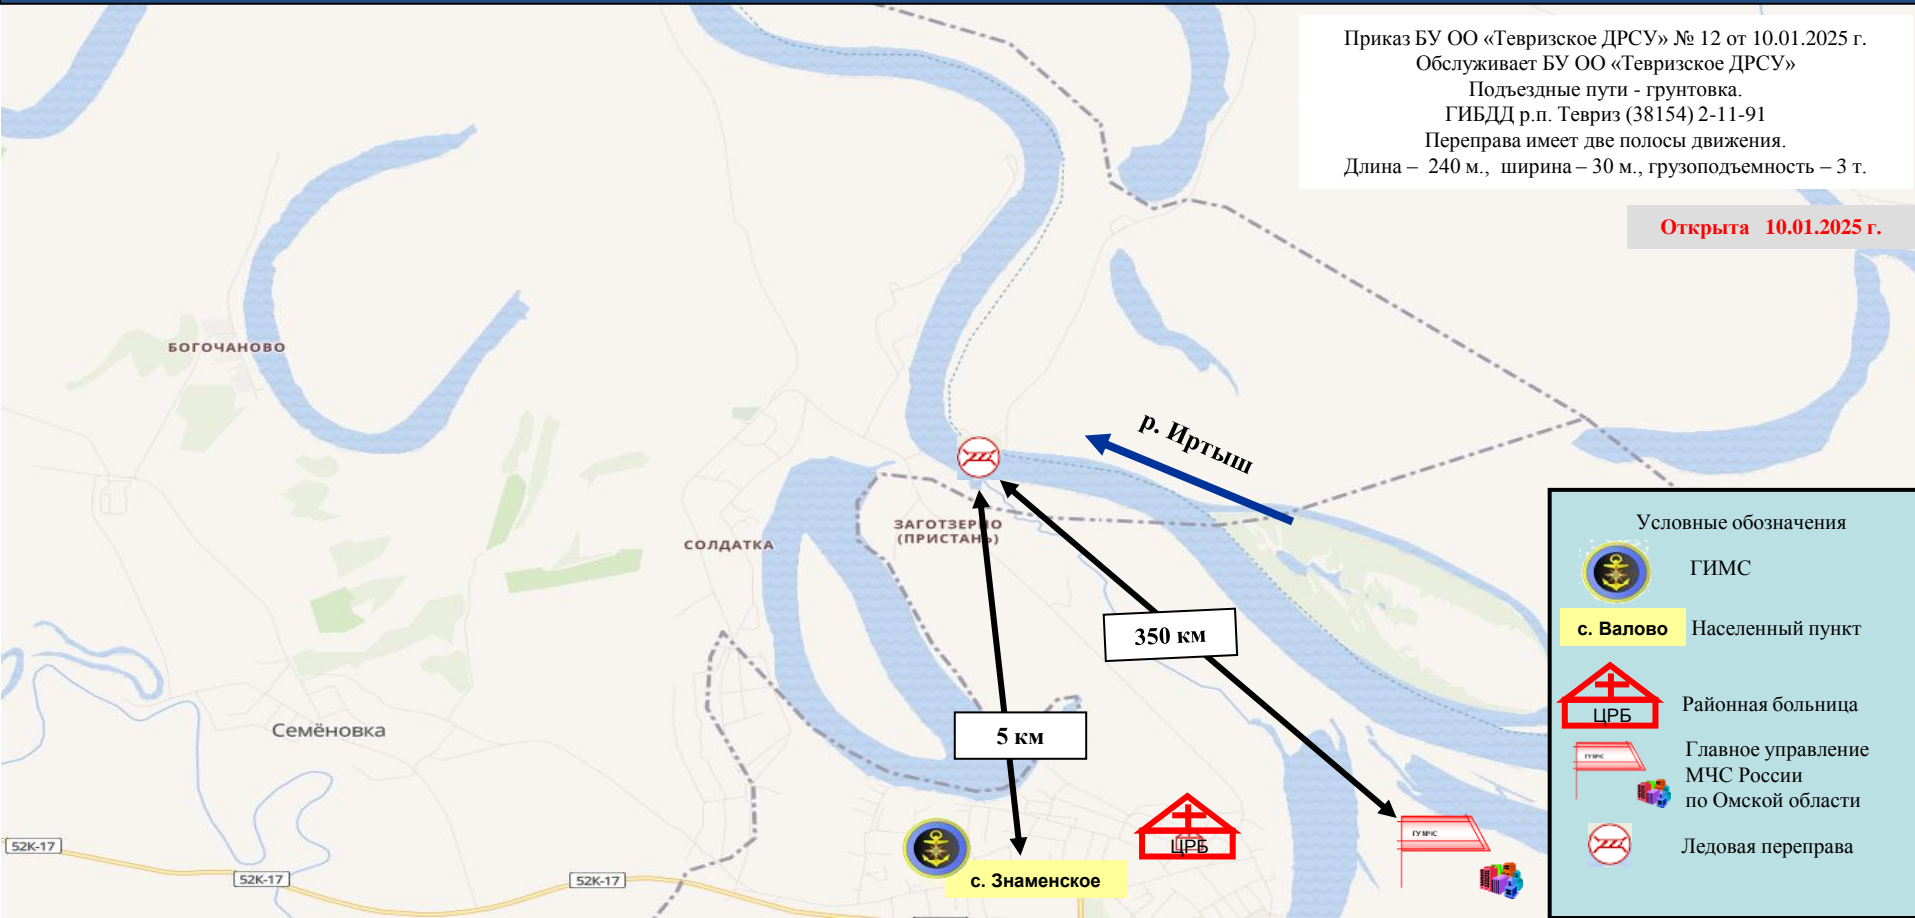 Приказ БУ ОО «Тевризское ДРСУ» № 12 от 10.01.2025 г.
Обслуживает БУ ОО «Тевризское ДРСУ»
Подъездные пути - грунтовка.
ГИБДД р.п. Тевриз (38154) 2-11-91
Переправа имеет две полосы движения.
Длина – 240 м., ширина – 30 м., грузоподъемность – 3 т.
Открыта 10.01.2025 г.
БОГОЧАНОВО
р. Иртыш
ЗАГОТЗЕРНО
(ПРИСТАНЬ)
СОЛДАТКА
350 км
Семёновка
5 км
ЦРБ
ГУ МЧС
52К-17
52К-17
52К-17
с. Знаменское
Условные обозначения
ГИМС
с. Валово
Населенный пункт
ЦРБ
Районная больница
ГУ МЧС
Главное управление
МЧС России
по Омской области
Ледовая переправа